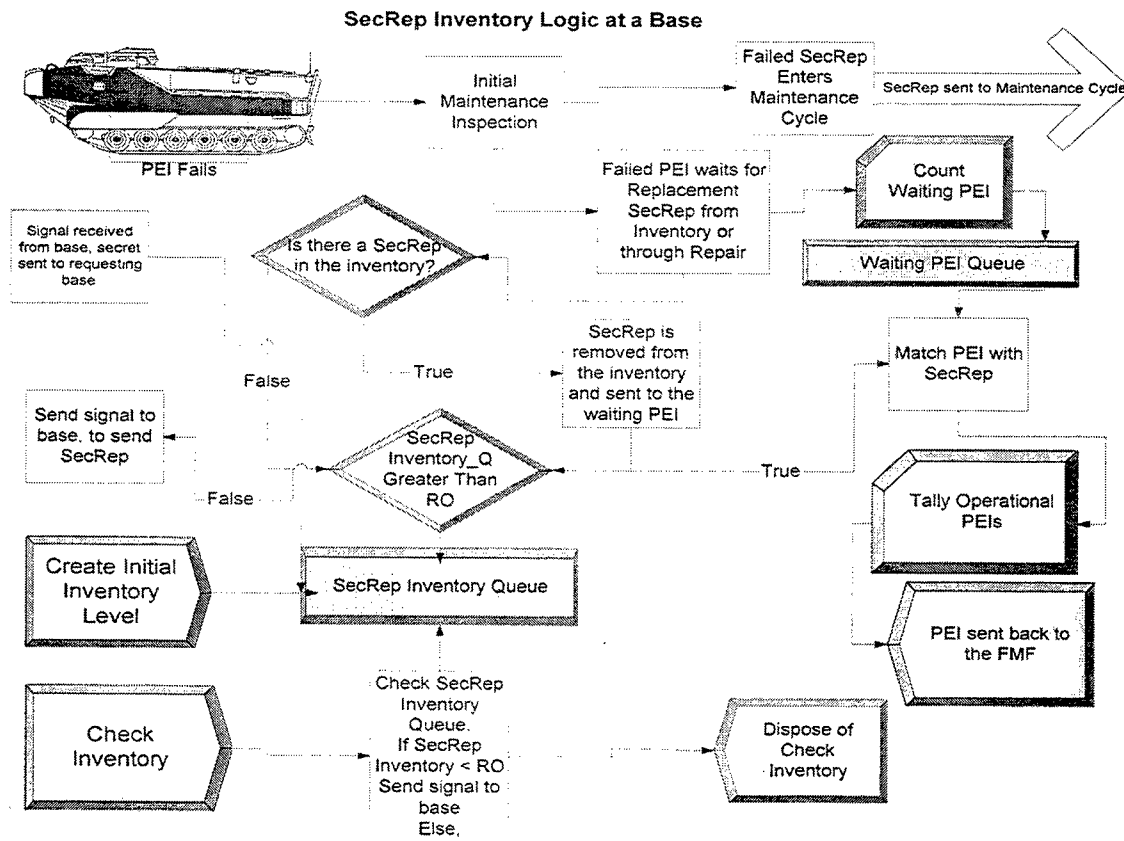 SecRep Inventory Logic at a Base
PEI Fails
Initial
Maintenance
Inspection
Failed SecRep
Enters
Maintenance
Cycle
SecRep sent to Maintenance Cycle
Failed PEI waits for
Replacement
SecRep from
Inventory or
through Repair
Count
Waiting PEI
Waiting PEI Queue
Signal received
from base, secret
sent to requesting
base
Is there a SecRep
in the inventory?
False
True
SecRep is
removed from
the inventory
and sent to the
waiting PEI
Match PEI with
SecRep
Send signal to
base, to send
SecRep
False
SecRep
Inventory_Q
Greater Than
RO
True
Tally Operational
PEIs
Create Initial
Inventory
Level
SecRep Inventory Queue
PEI sent back to
the FMF
Check
Inventory
Check SecRep
Inventory
Queue.
If SecRep
Inventory < RO
Send signal to
base
Else,
Dispose of
Check
Inventory